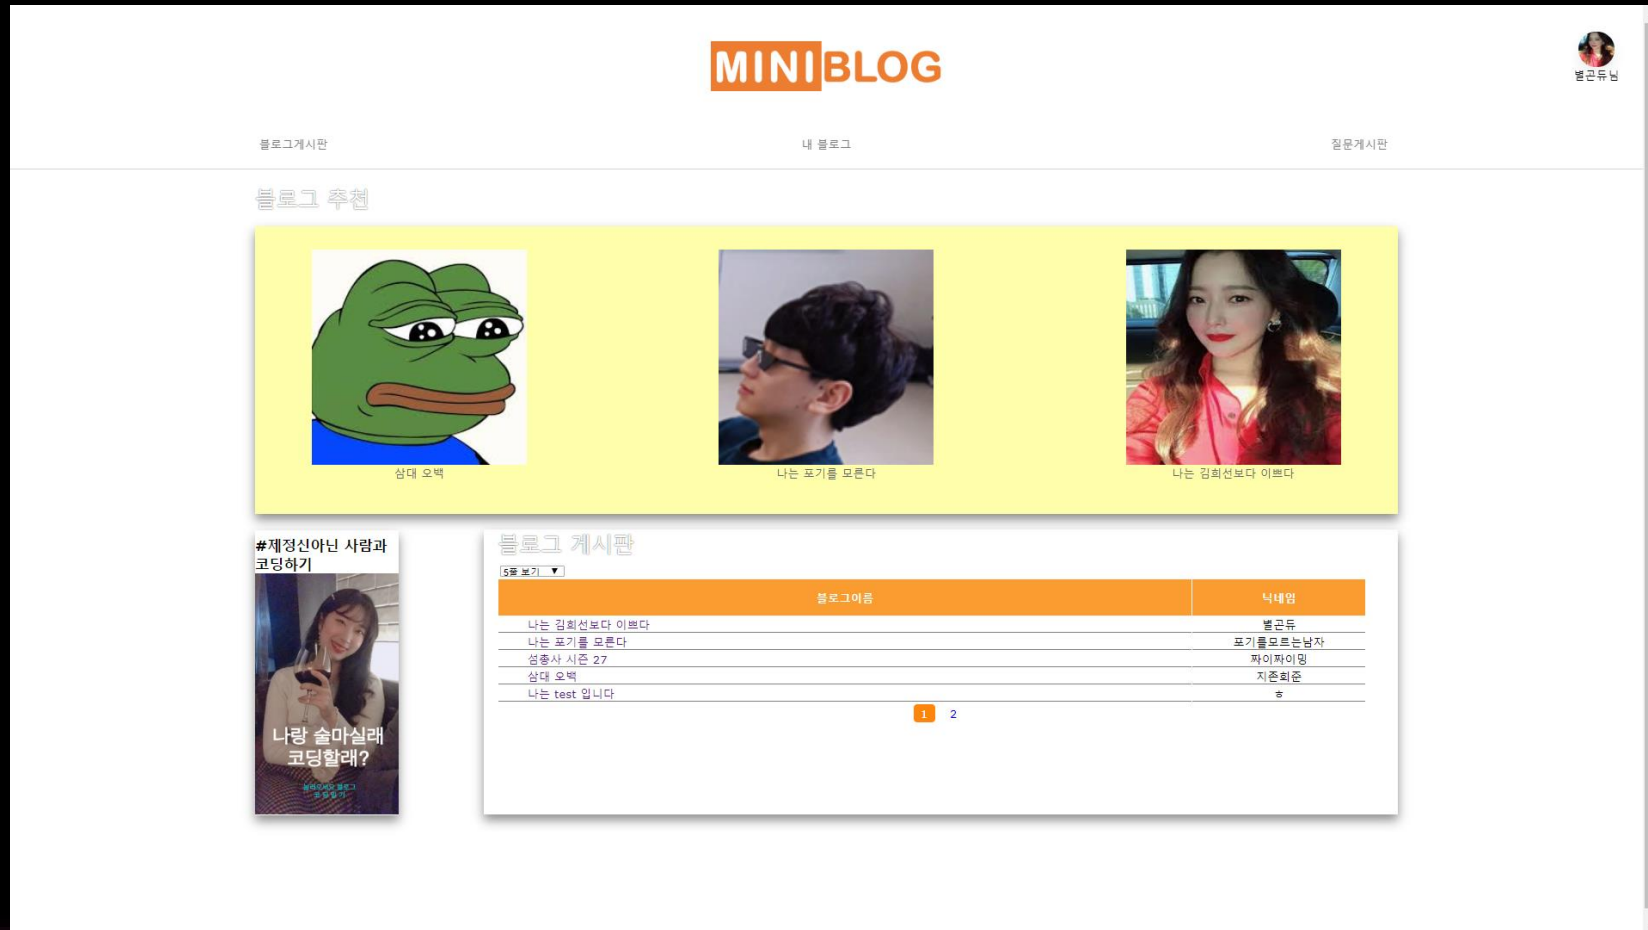 MINIBLOG
별곤듀님
블로그게시판
내 블로그
질문게시판
블로그 추천
삼대 오백
나는 포기를 모른다
나는 김희선보다 이쁘다
#제정신아닌 사람과
코딩하기
나랑 술마실래
코딩할래?
블로그 게시판
5줄 보기 ▼
블로그이름 닉네임
나는 김희선보다 이쁘다 별곤듀
나는 포기를 모른다 포기를모르는남자
섬총사 시즌 27 짜이짜이밍
삼대 오백 지존희준
나는 test 입니다 ㅎ
1 2